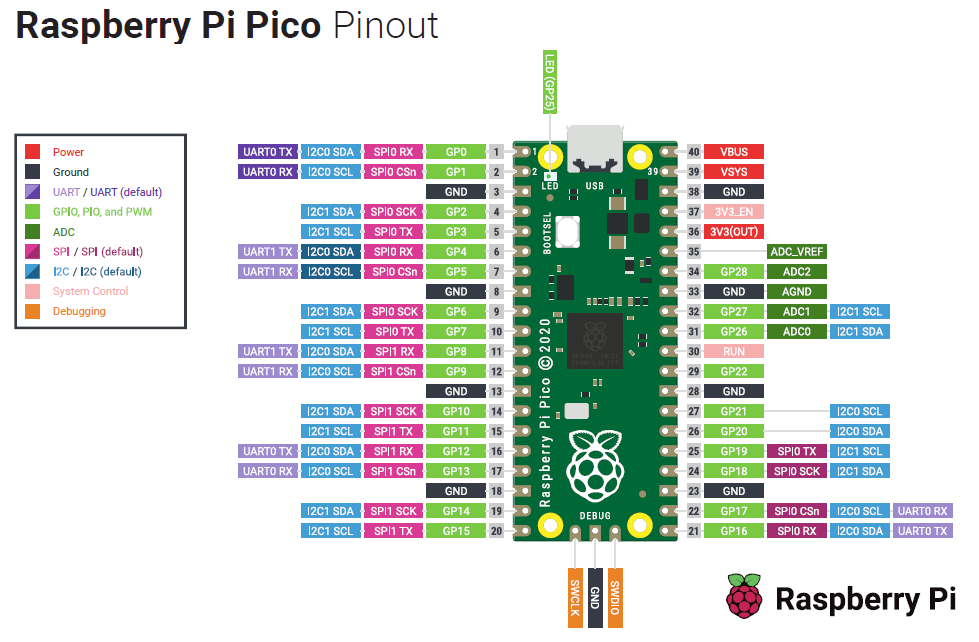 Raspberry Pi Pico Pinout
LED (GP25)
Power
Ground
UART / UART (default)
GPIO, PIO, and PWM
ADC
SPI / SPI (default)
I2C / I2C (default)
System Control
Debugging
UART0 TX I2C0 SDA SPI0 RX GP0 1
UART0 RX I2C0 SCL SPI0 CSn GP1 2
GND 3
I2C1 SDA SPI0 SCK GP2 4
I2C1 SCL SPI0 TX GP3 5
UART1 TX I2C0 SDA SPI0 RX GP4 6
UART1 RX I2C0 SCL SPI0 CSn GP5 7
GND 8
I2C1 SDA SPI0 SCK GP6 9
I2C1 SCL SPI0 TX GP7 10
UART1 TX I2C0 SDA SPI1 RX GP8 11
UART1 RX I2C0 SCL SPI1 CSn GP9 12
GND 13
I2C1 SDA SPI1 SCK GP10 14
I2C1 SCL SPI1 TX GP11 15
UART0 TX I2C0 SDA SPI1 RX GP12 16
UART0 RX I2C0 SCL SPI1 CSn GP13 17
GND 18
I2C1 SDA SPI1 SCK GP14 19
I2C1 SCL SPI1 TX GP15 20
1
2
39
LED
USB
BOOTSEL
Raspberry Pi Pico © 2020
DEBUG
40 VBUS
39 VSYS
38 GND
37 3V3_EN
36 3V3(OUT)
35 ADC_VREF
34 GP28 ADC2
33 GND AGND
32 GP27 ADC1 I2C1 SCL
31 GP26 ADC0 I2C1 SDA
30 RUN
29 GP22
28 GND
27 GP21 I2C0 SCL
26 GP20 I2C0 SDA
25 GP19 SPI0 TX I2C1 SCL
24 GP18 SPI0 SCK I2C1 SDA
23 GND
22 GP17 SPI0 CSn I2C0 SCL UART0 RX
21 GP16 SPI0 RX I2C0 SDA UART0 TX
SWCLK
GND
SWDIO
Raspberry Pi